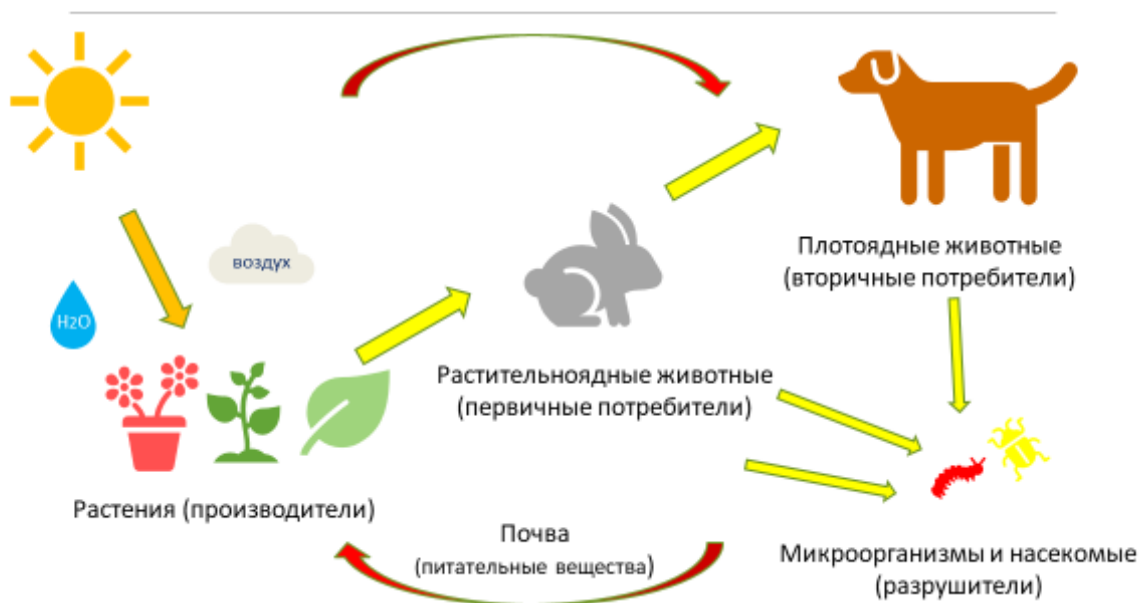 воздух
H2O
Плотоядные животные
(вторичные потребители)
Растительноядные животные
(первичные потребители)
Растения (производители)
Почва
(питательные вещества)
Микроорганизмы и насекомые
(разрушители)